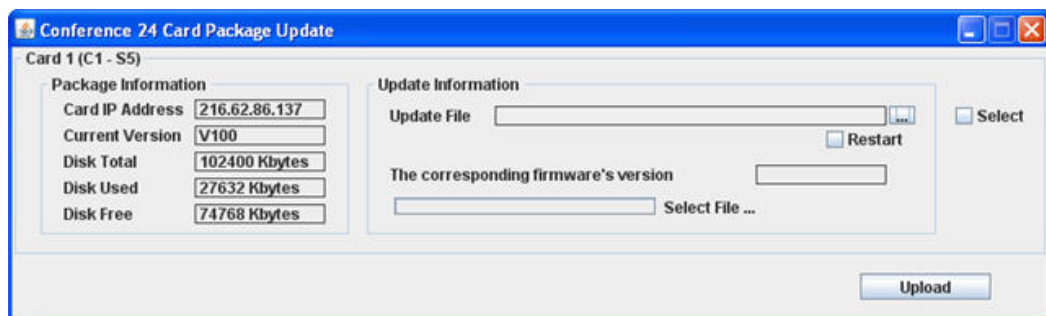 Conference 24 Card Package Update
Card 1 (C1 - S5)
Package Information
Card IP Address 216.62.86.137
Current Version V100
Disk Total 102400 Kbytes
Disk Used 27632 Kbytes
Disk Free 74768 Kbytes
Update Information
Update File ...
Select
Restart
The corresponding firmware's version
Select File ...
Upload